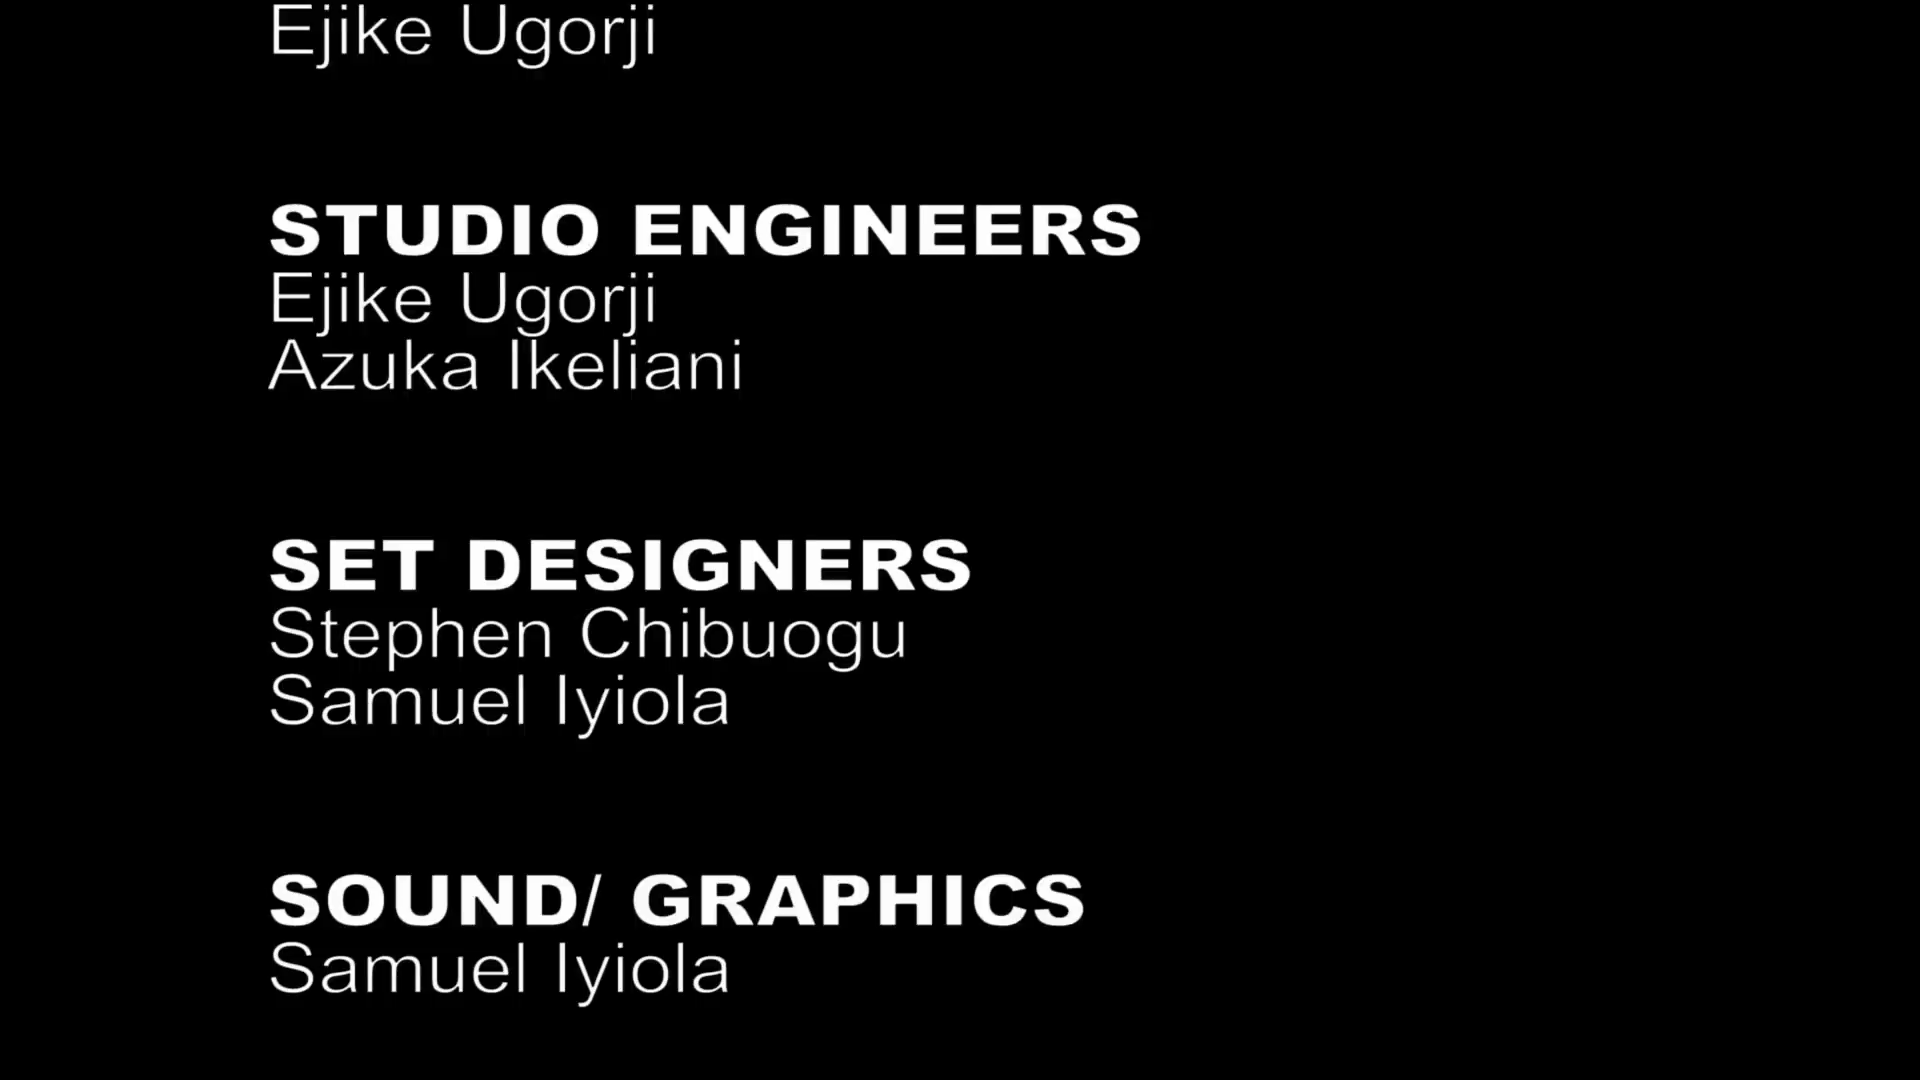 Ejike Ugorji
STUDIO ENGINEERS
Ejike Ugorji
Azuka Ikeliani
SET DESIGNERS
Stephen Chibuogu
Samuel Iyiola
SOUND/ GRAPHICS
Samuel Iyiola